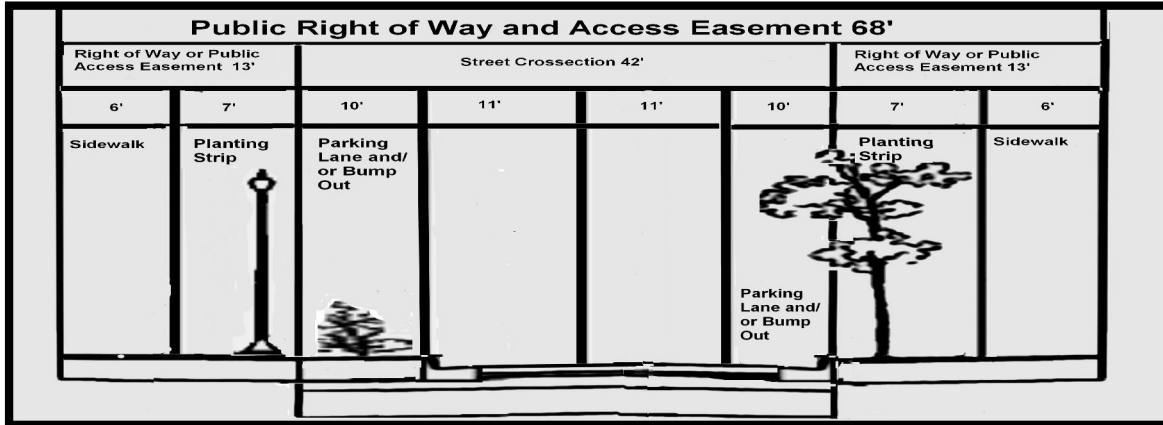 Public Right of Way and Access Easement 68'
Right of Way or Public
Access Easement 13'
Street Crossection 42'
Right of Way or Public
Access Easement 13'
6'
7'
10'
11'
11'
10'
7'
6'
Sidewalk
Planting
Strip
Parking
Lane and/
or Bump
Out
Planting
Strip
Sidewalk
Parking
Lane and/
or Bump
Out